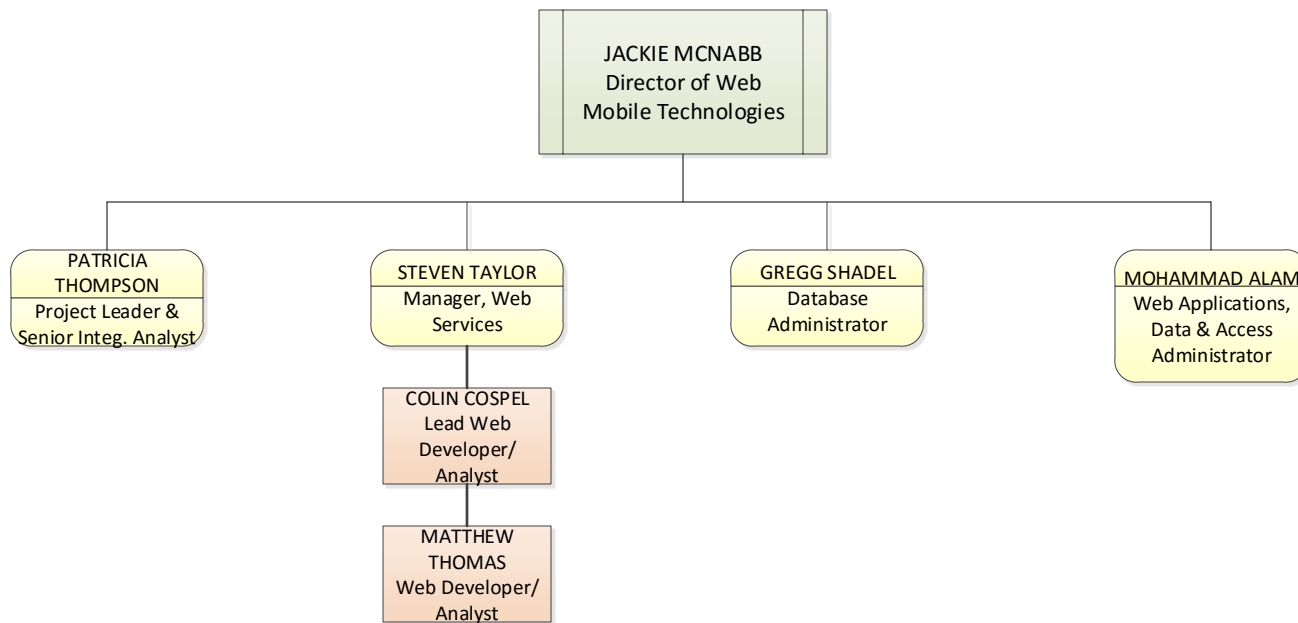 JACKIE MCNABB
Director of Web
Mobile Technologies
PATRICIA
THOMPSON
Project Leader &
Senior Integ. Analyst
STEVEN TAYLOR
Manager, Web
Services
GREGG SHADEL
Database
Administrator
MOHAMMAD ALAM
Web Applications,
Data & Access
Administrator
COLIN COSPEL
Lead Web
Developer/
Analyst
MATTHEW
THOMAS
Web Developer/
Analyst